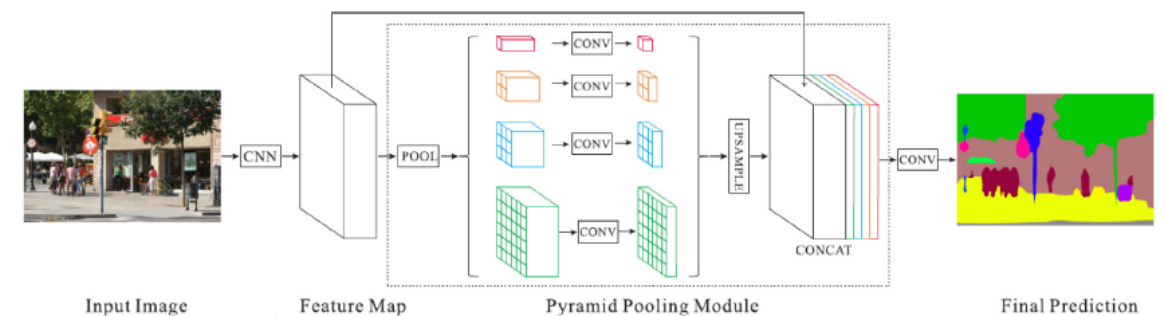 CNN
POOL
CONV
CONV
CONV
CONV
UPSAMPLE
CONCAT
CONV
Input Image
Feature Map
Pyramid Pooling Module
Final Prediction